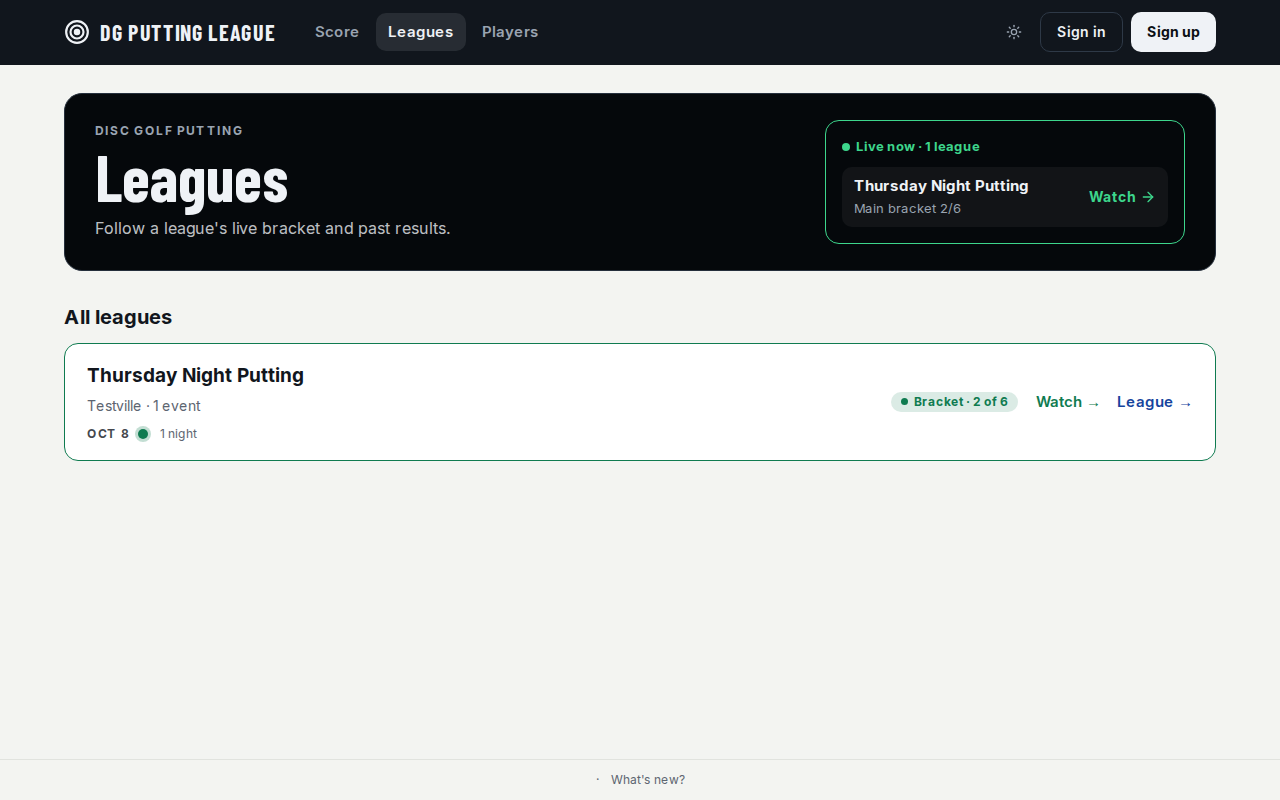 DG PUTTING LEAGUE
Score
Leagues
Players
Sign in
Sign up
DISC GOLF PUTTING
Leagues
Follow a league's live bracket and past results.
Live now · 1 league
Thursday Night Putting
Main bracket 2/6
Watch →
All leagues
Thursday Night Putting
Testville · 1 event
OCT 8
1 night
Bracket · 2 of 6
Watch →
League →
· What's new?